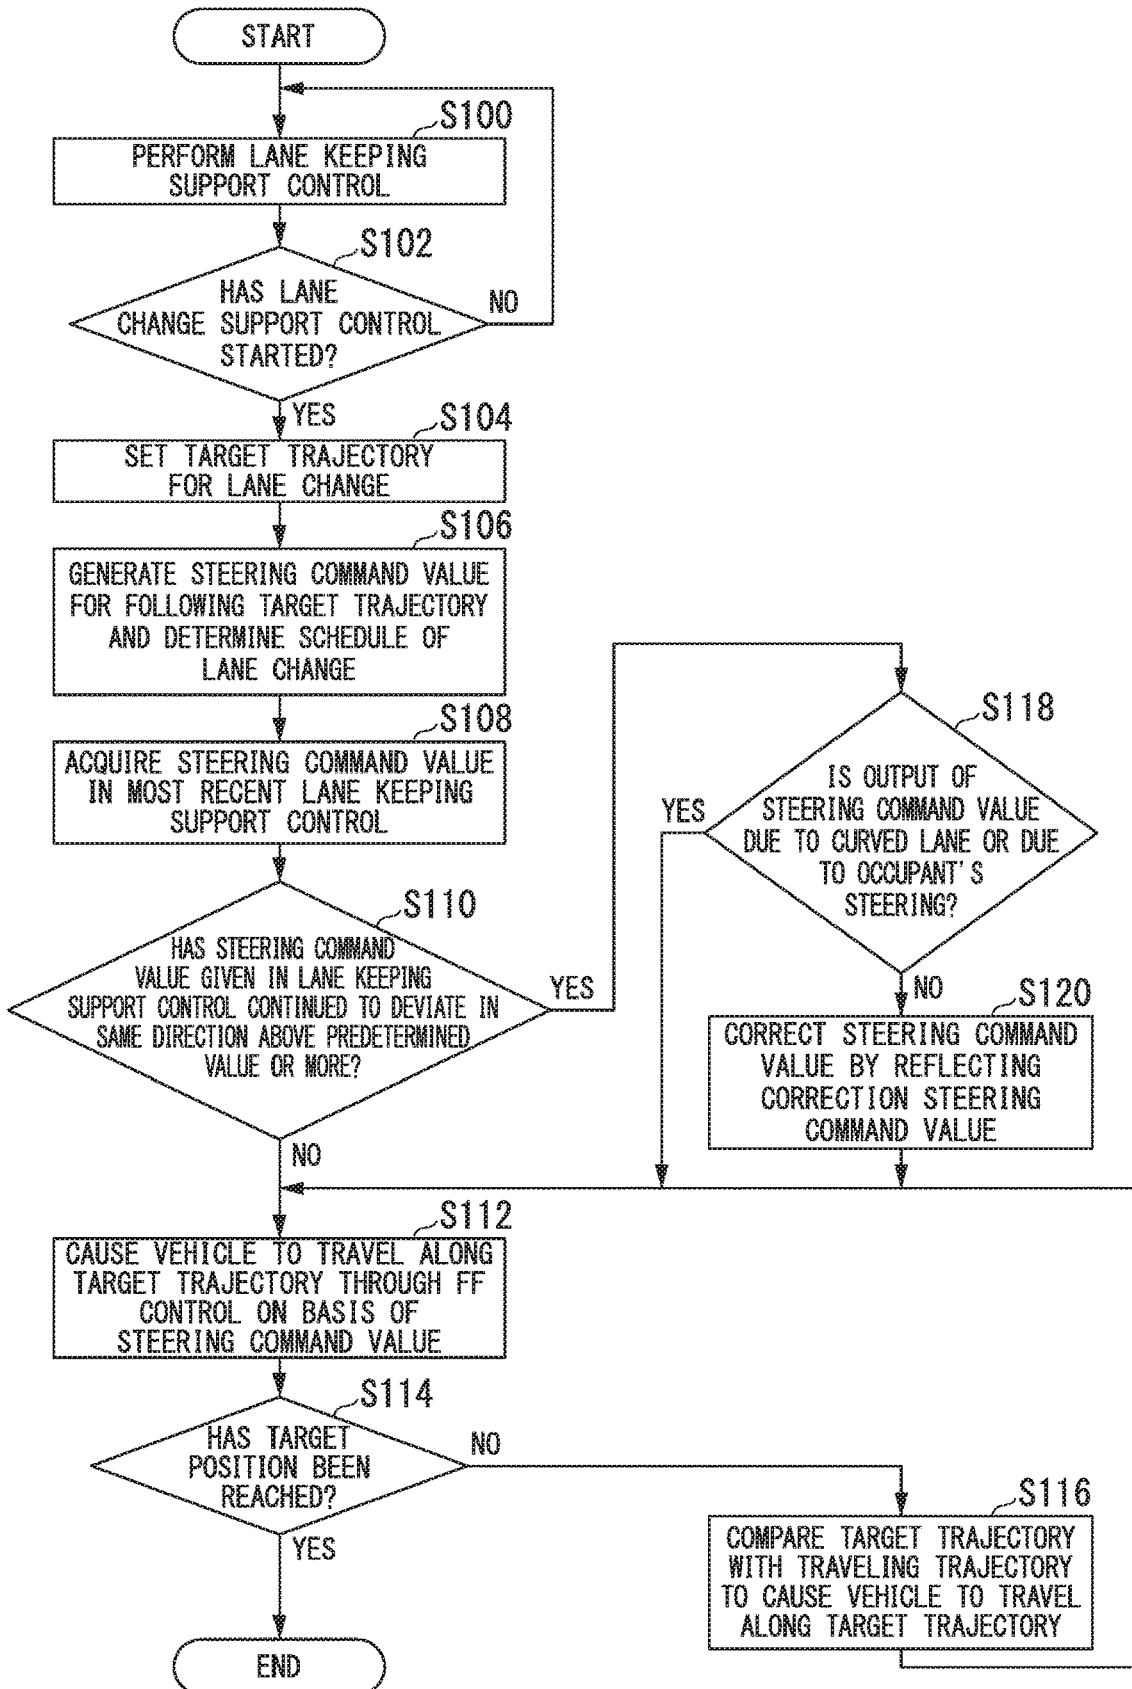 START
S100
PERFORM LANE KEEPING
SUPPORT CONTROL
S102
HAS LANE
CHANGE SUPPORT CONTROL
STARTED?
NO
YES
S104
SET TARGET TRAJECTORY
FOR LANE CHANGE
S106
GENERATE STEERING COMMAND VALUE
FOR FOLLOWING TARGET TRAJECTORY
AND DETERMINE SCHEDULE OF
LANE CHANGE
S108
ACQUIRE STEERING COMMAND VALUE
IN MOST RECENT LANE KEEPING
SUPPORT CONTROL
S110
HAS STEERING COMMAND
VALUE GIVEN IN LANE KEEPING
SUPPORT CONTROL CONTINUED TO DEVIATE IN
SAME DIRECTION ABOVE PREDETERMINED
VALUE OR MORE?
YES
NO
S118
IS OUTPUT OF
STEERING COMMAND VALUE
DUE TO CURVED LANE OR DUE
TO OCCUPANT'S
STEERING?
YES
NO
S120
CORRECT STEERING COMMAND
VALUE BY REFLECTING
CORRECTION STEERING
COMMAND VALUE
S112
CAUSE VEHICLE TO TRAVEL ALONG
TARGET TRAJECTORY THROUGH FF
CONTROL ON BASIS OF
STEERING COMMAND VALUE
S114
HAS TARGET
POSITION BEEN
REACHED?
NO
YES
S116
COMPARE TARGET TRAJECTORY
WITH TRAVELING TRAJECTORY
TO CAUSE VEHICLE TO TRAVEL
ALONG TARGET TRAJECTORY
END